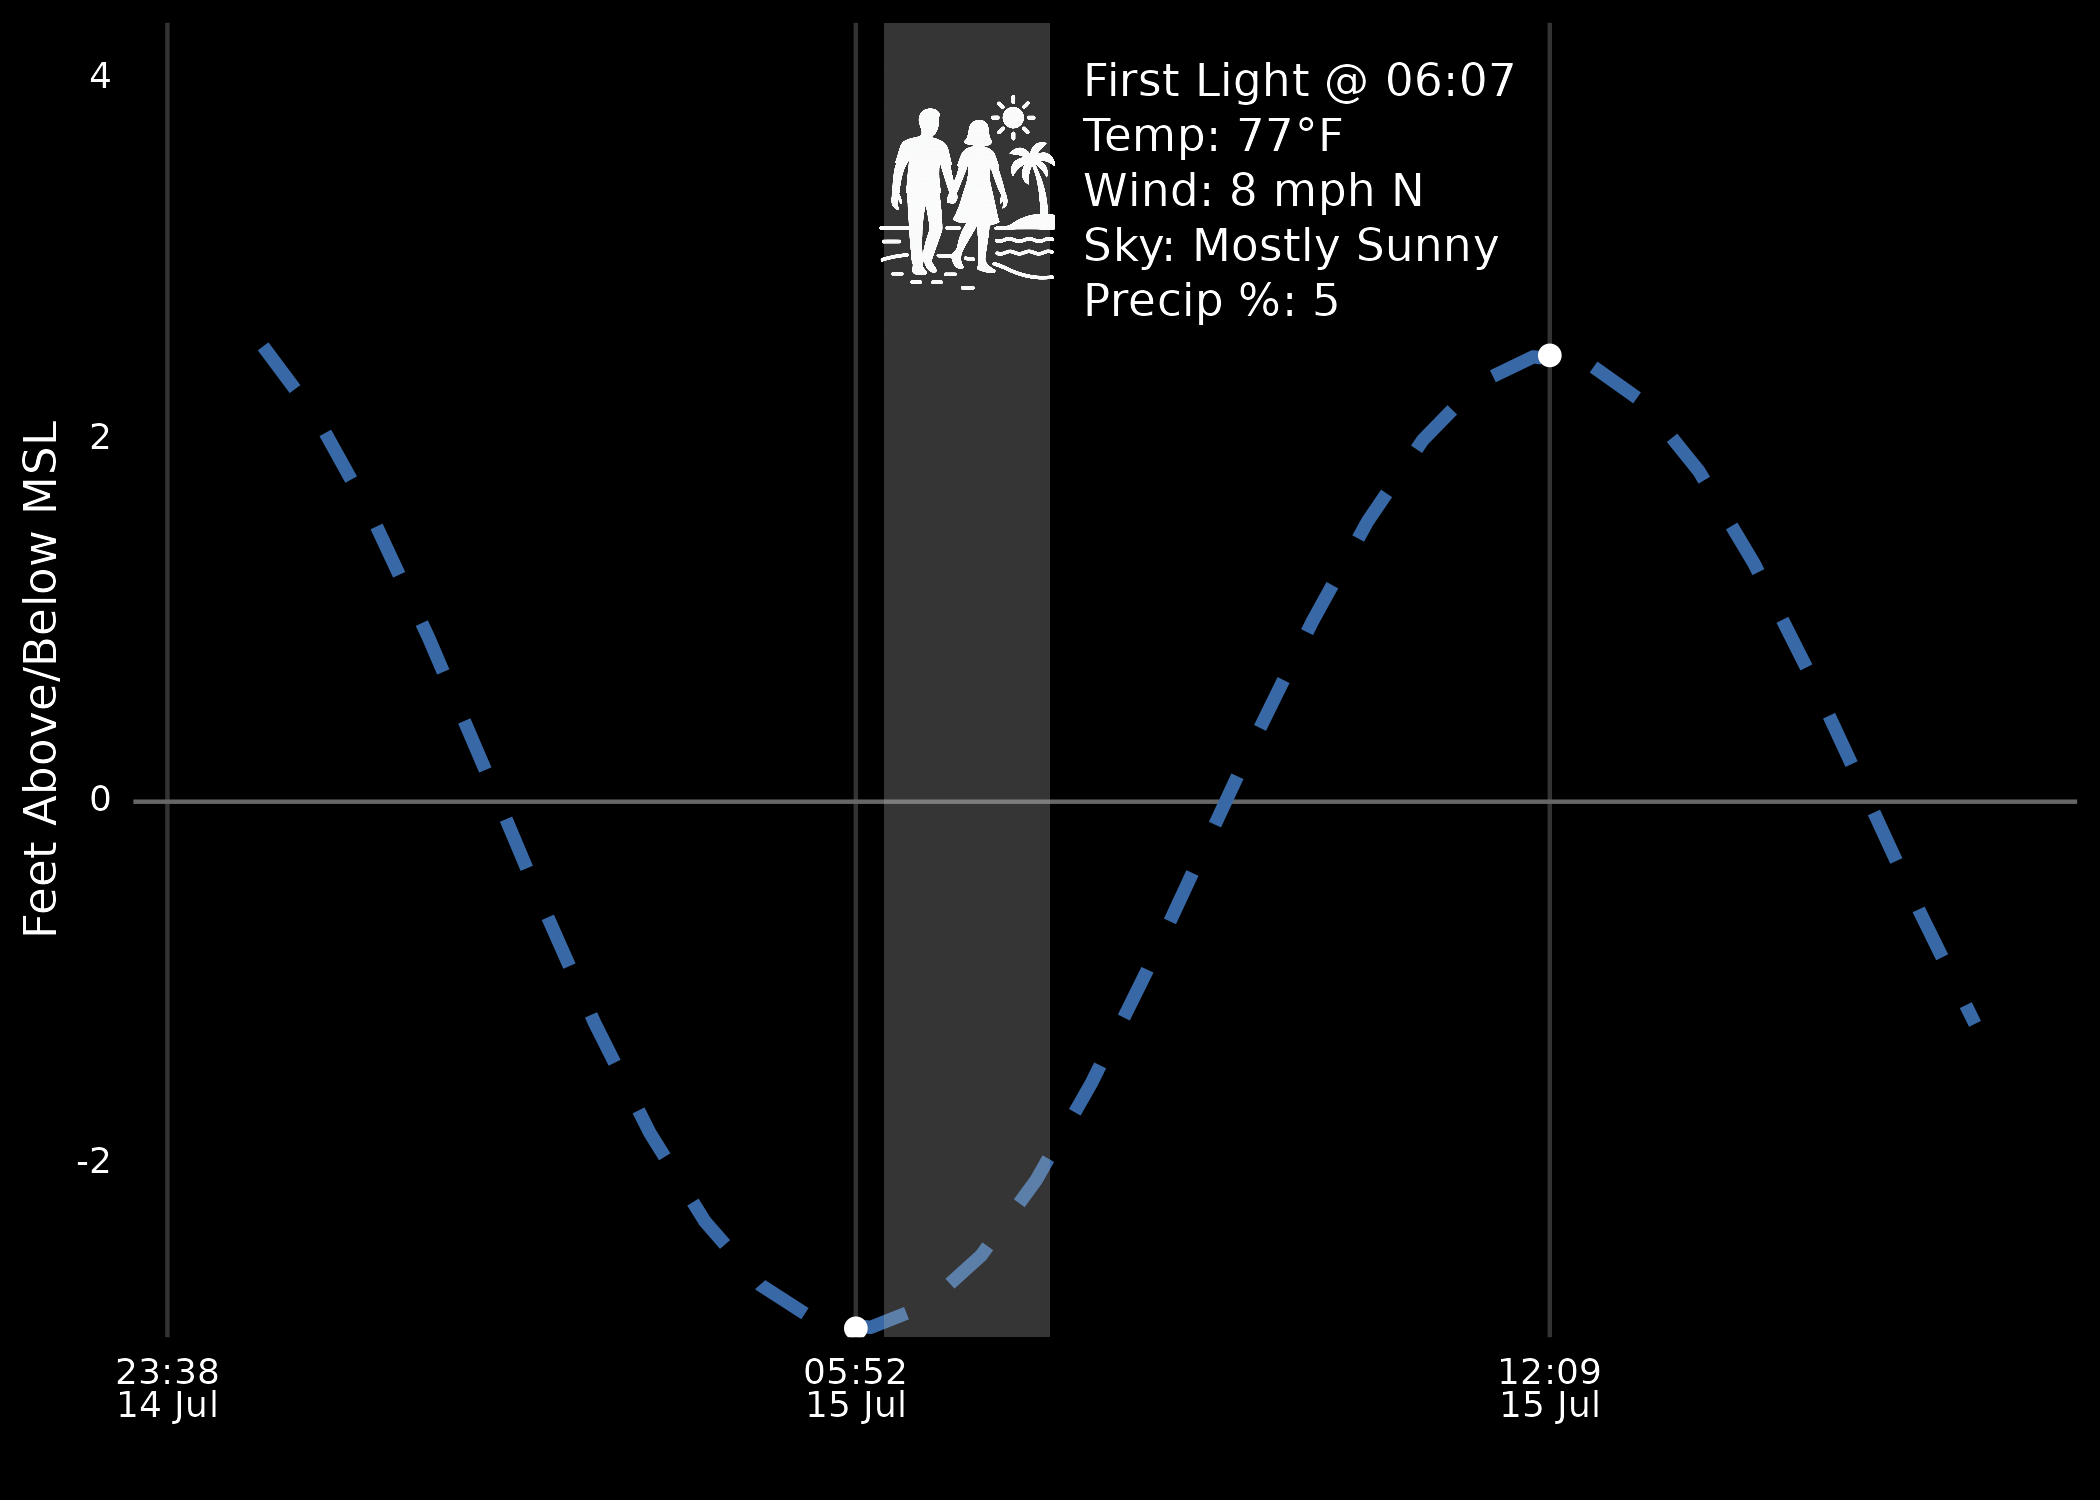 First Light @ 06:07
Temp: 77°F
Wind: 8 mph N
Sky: Mostly Sunny
Precip %: 5
Feet Above/Below MSL
4
2
0
-2
23:38
14 Jul
05:52
15 Jul
12:09
15 Jul